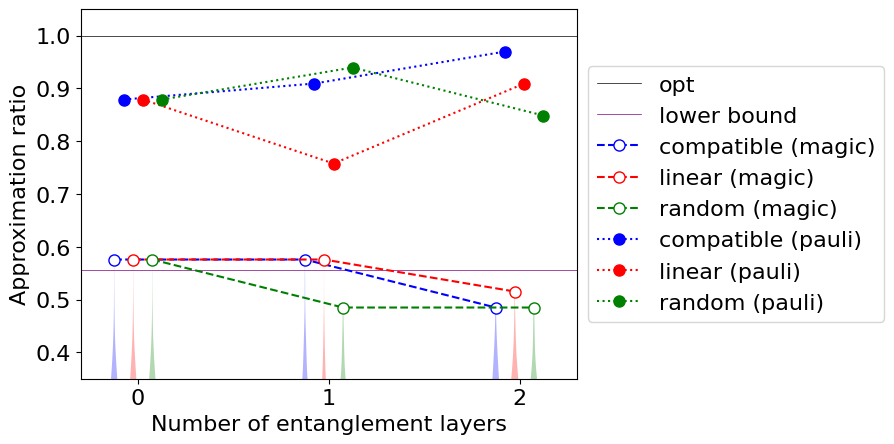 Approximation ratio
1.0
0.9
0.8
0.7
0.6
0.5
0.4
0
1
2
Number of entanglement layers
opt
lower bound
compatible (magic)
linear (magic)
random (magic)
compatible (pauli)
linear (pauli)
random (pauli)